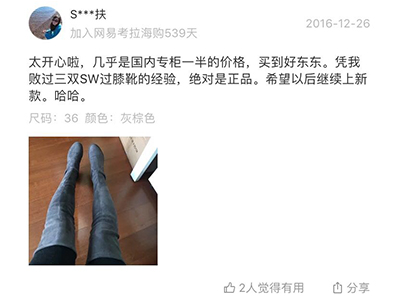 S***扶
2016-12-26
加入网易考拉海购539天
太开心啦，几乎是国内专柜一半的价格，买到好东东。凭我
败过三双SW过膝靴的经验，绝对是正品。希望以后继续上新
款。哈哈。
尺码：36 颜色：灰棕色
2人觉得有用 分享